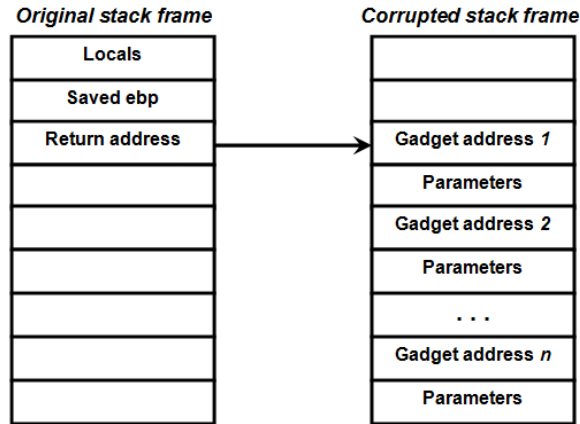 Original stack frame
Locals
Saved ebp
Return address
Corrupted stack frame
Gadget address 1
Parameters
Gadget address 2
Parameters
. . .
Gadget address n
Parameters